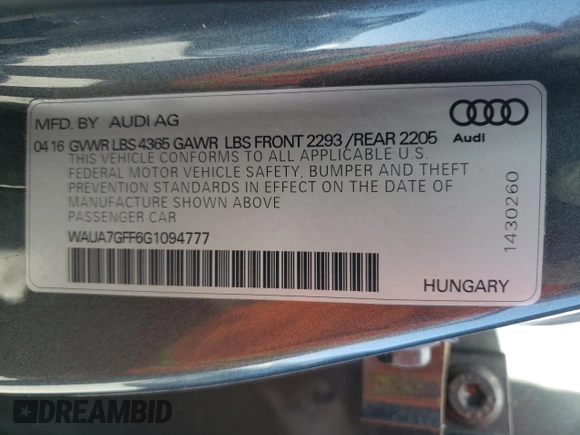 MFD. BY AUDI AG
04 16 GVWR LBS 4365 GAWR LBS FRONT 2293 /REAR 2205
THIS VEHICLE CONFORMS TO ALL APPLICABLE U.S.
FEDERAL MOTOR VEHICLE SAFETY, BUMPER AND THEFT
PREVENTION STANDARDS IN EFFECT ON THE DATE OF
MANUFACTURE SHOWN ABOVE
PASSENGER CAR
WAUA7GFF6G1094777
Audi
1430260
HUNGARY
DREAMBID